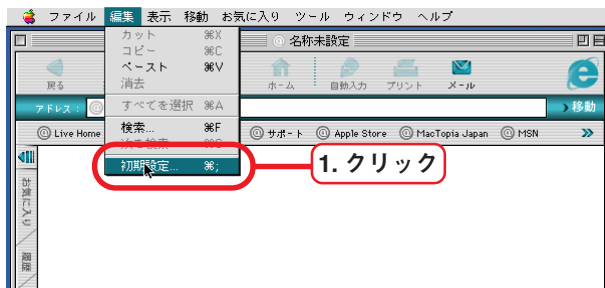 ファイル 編集 表示 移動 お気に入り ツール ウィンドウ ヘルプ
名称未設定
カット ⌘X
コピー ⌘C
ペースト ⌘V
消去
すべてを選択 ⌘A
検索... ⌘F
初期設定... ⌘;
戻る
ホーム 自動入力 プリント メール
アドレス: 移動
Live Home サポート Apple Store MacTopia Japan MSN
1. クリック
お気に入り
履歴